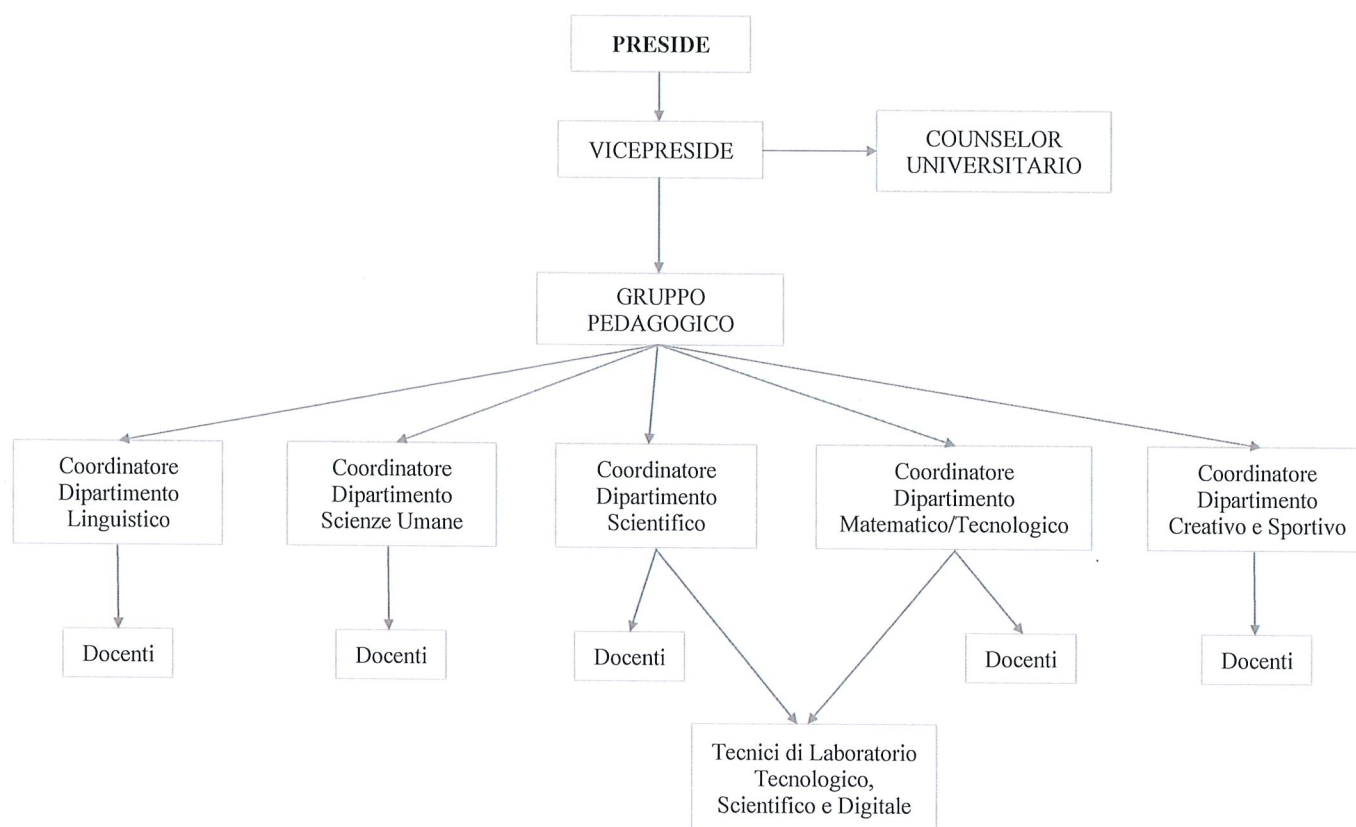 PRESIDE
VICEPRESIDE
COUNSELOR
UNIVERSITARIO
GRUPPO
PEDAGOGICO
Coordinatore
Dipartimento
Linguistico
Coordinatore
Dipartimento
Scienze Umane
Coordinatore
Dipartimento
Scientifico
Coordinatore
Dipartimento
Matematico/Tecnologico
Coordinatore
Dipartimento
Creativo e Sportivo
Docenti
Docenti
Docenti
Docenti
Docenti
Tecnici di Laboratorio
Tecnologico,
Scientifico e Digitale